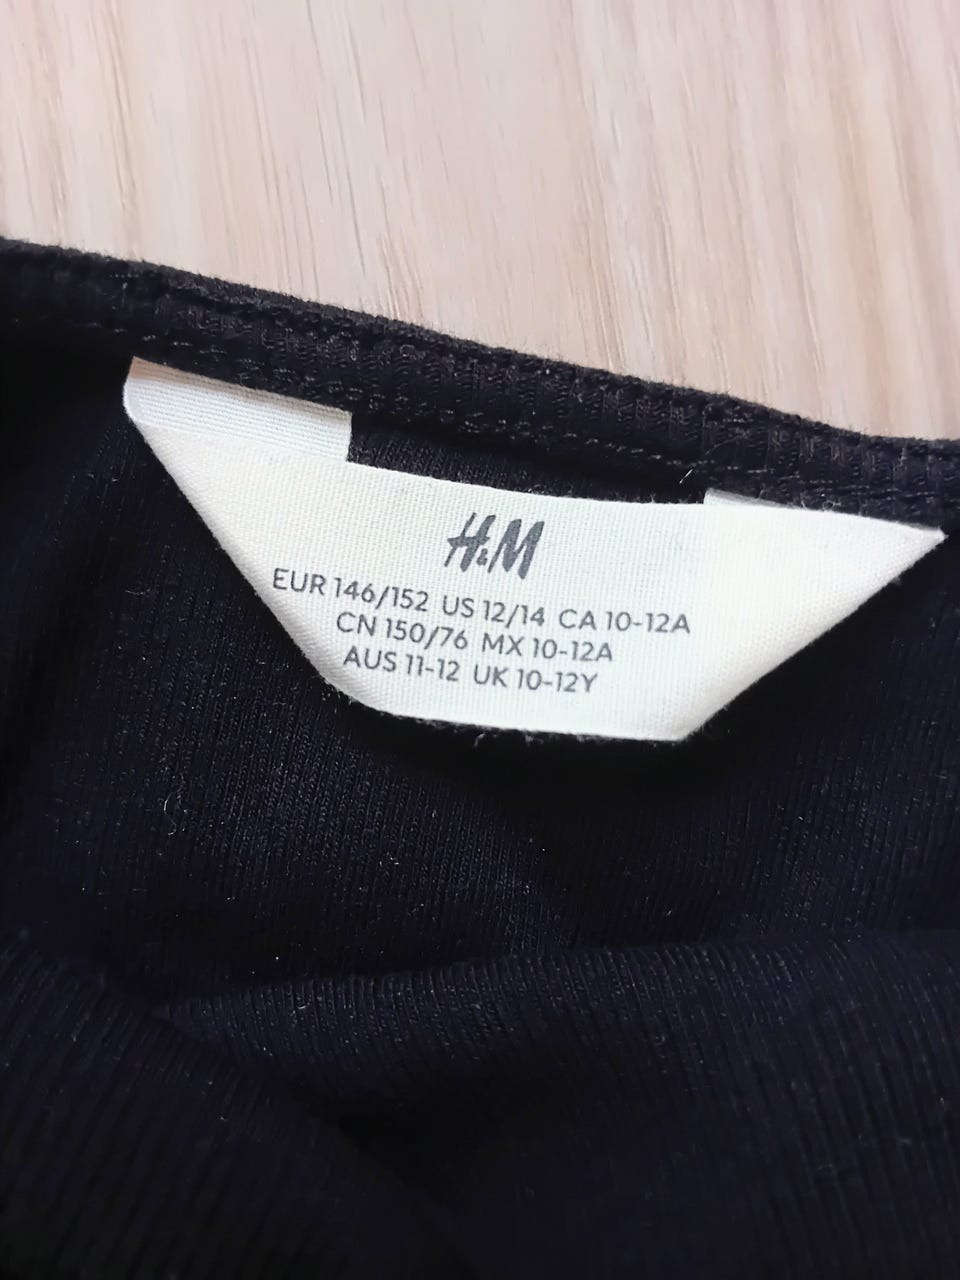 H&M
EUR 146/152 US 12/14 CA 10-12A
CN 150/76 MX 10-12A
AUS 11-12 UK 10-12Y